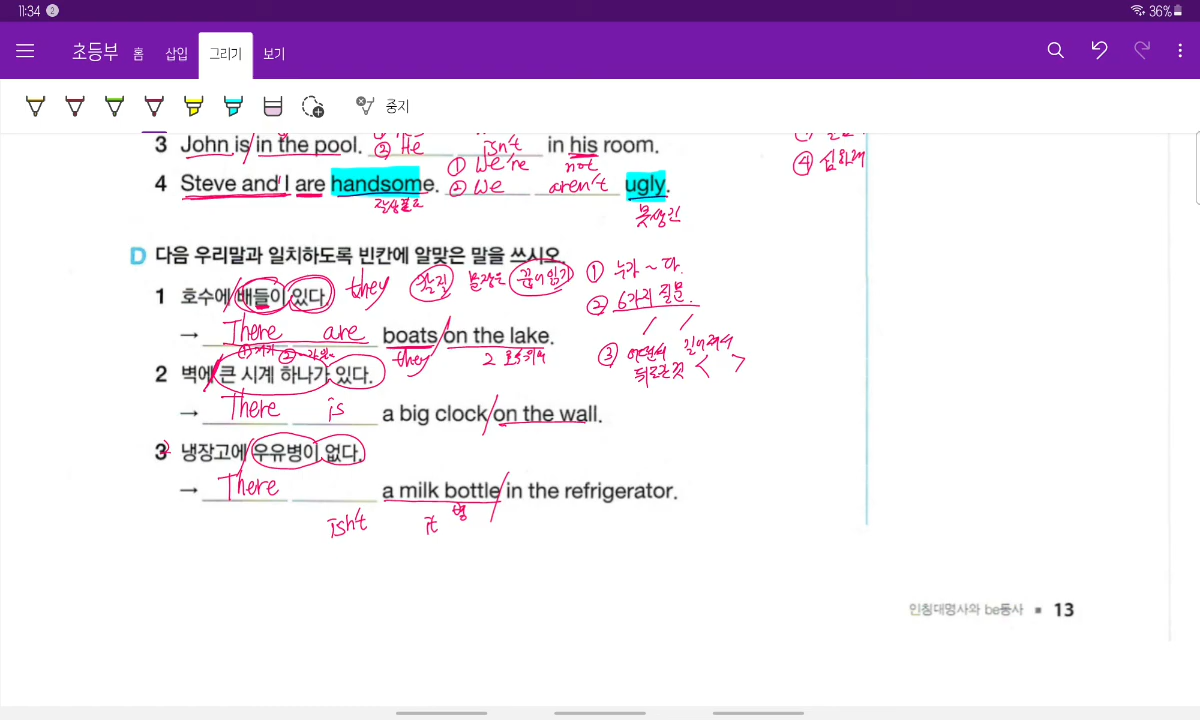 11:34 2 36%
초등부 홈 삽입 그리기 보기
중지
3 John is in the pool. ② He isn't in his room.
① We're not
④ 심화
4 Steve and I are handsome. ② We aren't ugly.
잘생긴
못생긴
D 다음 우리말과 일치하도록 빈칸에 알맞은 말을 쓰시오.
they 끊어 읽기 ① 누가 ~ 다.
1 호수에 배들이 있다.
② 6가지 질문.
→ There are boats on the lake.
they 2
③
2 벽에 큰 시계 하나가 있다.
→ There is a big clock on the wall.
3 냉장고에 우유병이 없다.
→ There a milk bottle in the refrigerator.
isn't it 병
인칭대명사와 be동사 ■ 13